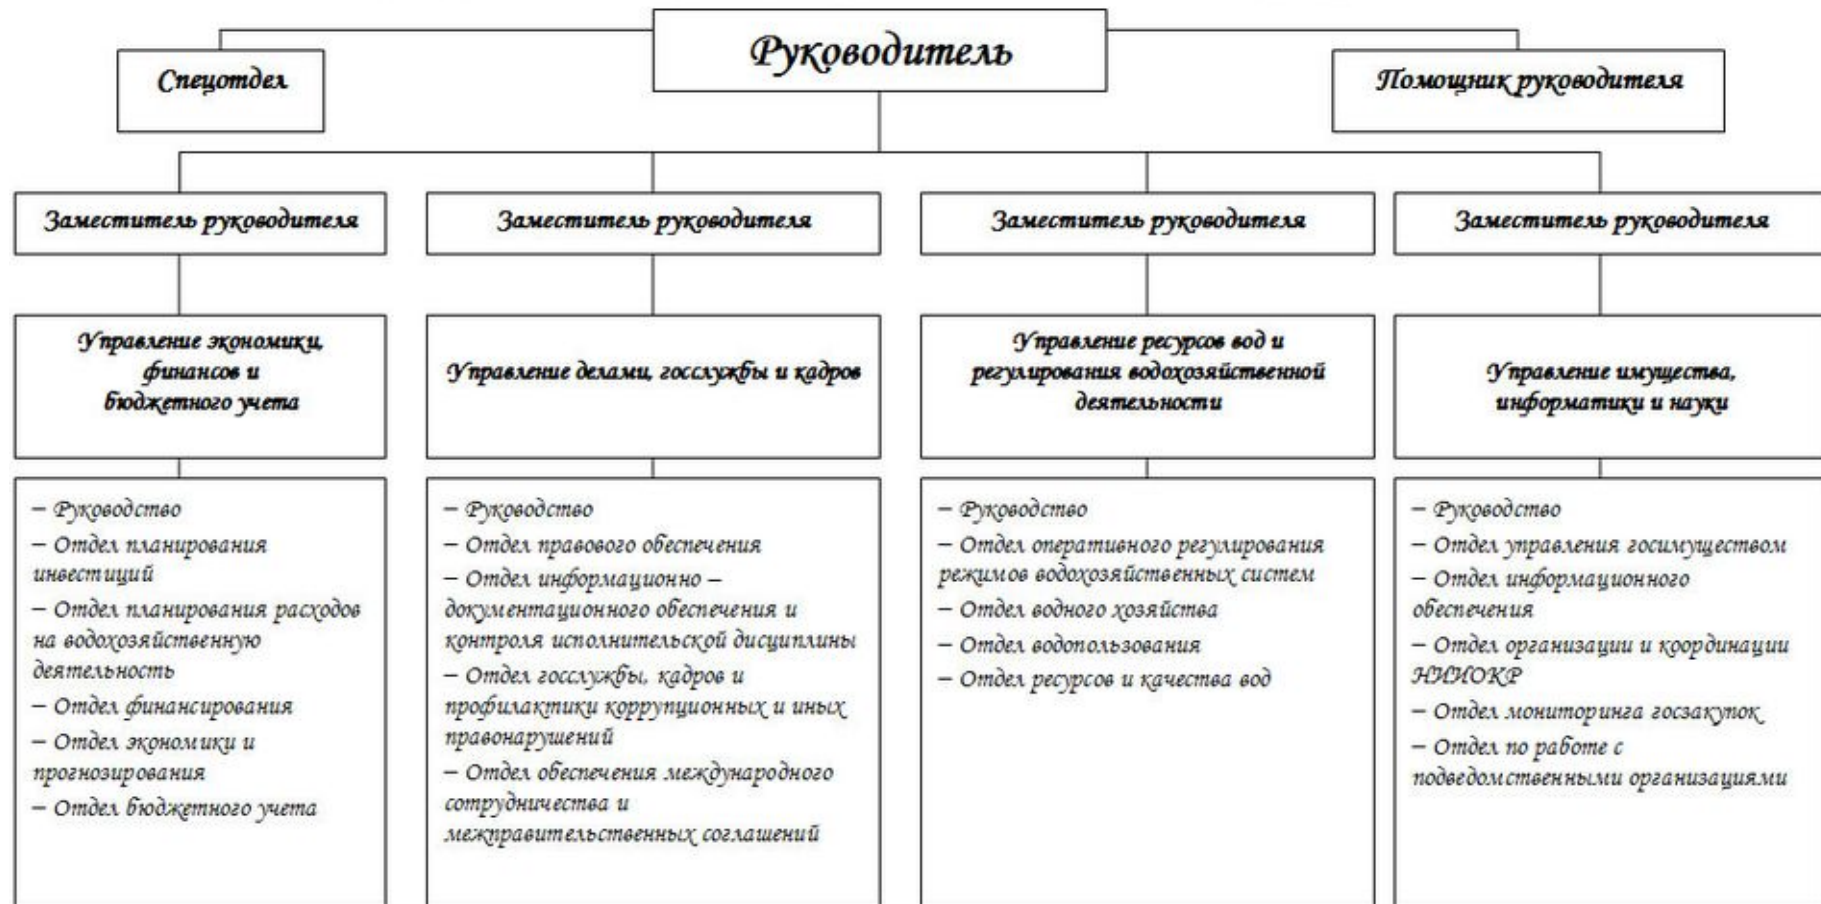 Руководитель
Спецотдел
Помощник руководителя
Заместитель руководителя
Заместитель руководителя
Заместитель руководителя
Заместитель руководителя
Управление экономики,
финансов и
бюджетного учета
Управление делами, госслужбы и кадров
Управление ресурсов вод и
регулирования водохозяйственной
деятельности
Управление имущества,
информатики и науки
– Руководство
– Отдел планирования
инвестиций
– Отдел планирования расходов
на водохозяйственную
деятельность
– Отдел финансирования
– Отдел экономики и
прогнозирования
– Отдел бюджетного учета
– Руководство
– Отдел правового обеспечения
– Отдел информационно –
документационного обеспечения и
контроля исполнительской дисциплины
– Отдел госслужбы, кадров и
профилактики коррупционных и иных
правонарушений
– Отдел обеспечения международного
сотрудничества и
межправительственных соглашений
– Руководство
– Отдел оперативного регулирования
режимов водохозяйственных систем
– Отдел водного хозяйства
– Отдел водопользования
– Отдел ресурсов и качества вод
– Руководство
– Отдел управления госимуществом
– Отдел информационного
обеспечения
– Отдел организации и координации
НИИОКР
– Отдел мониторинга госзакупок
– Отдел по работе с
подведомственными организациями